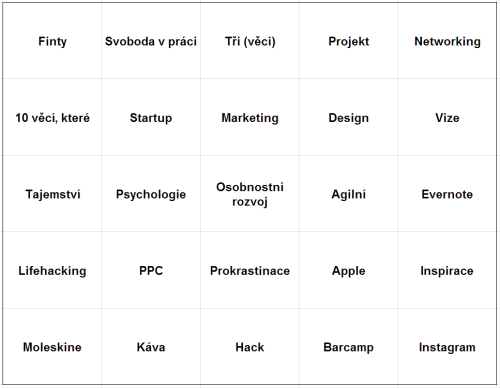 Finty
Svoboda v práci
Tři (věci)
Projekt
Networking
10 věcí, které
Startup
Marketing
Design
Vize
Tajemství
Psychologie
Osobnostní
rozvoj
Agilní
Evernote
Lifehacking
PPC
Prokrastinace
Apple
Inspirace
Moleskine
Káva
Hack
Barcamp
Instagram